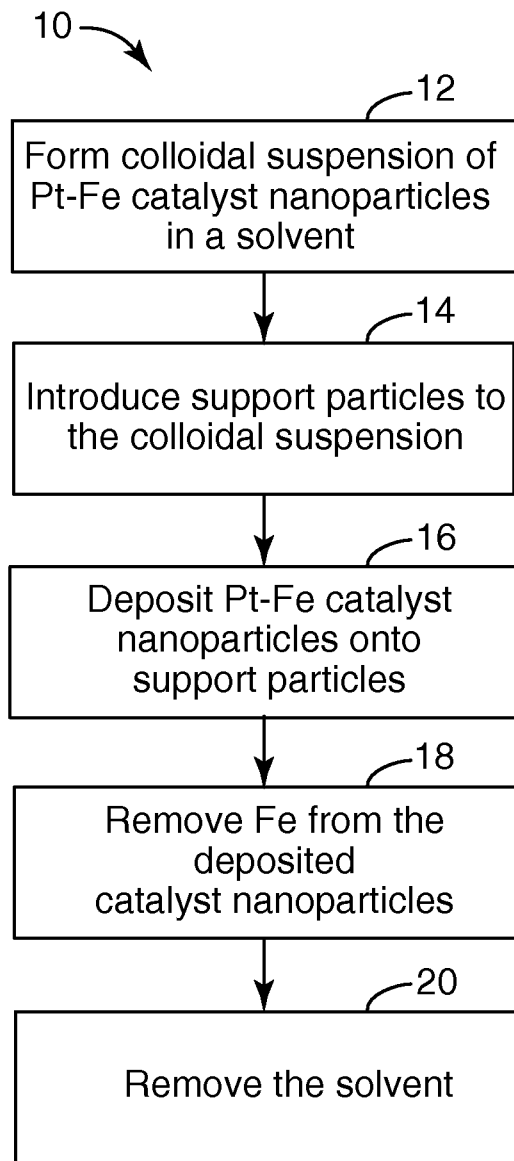 10
12
Form colloidal suspension of
Pt-Fe catalyst nanoparticles
in a solvent
14
Introduce support particles to
the colloidal suspension
16
Deposit Pt-Fe catalyst
nanoparticles onto
support particles
18
Remove Fe from the
deposited
catalyst nanoparticles
20
Remove the solvent